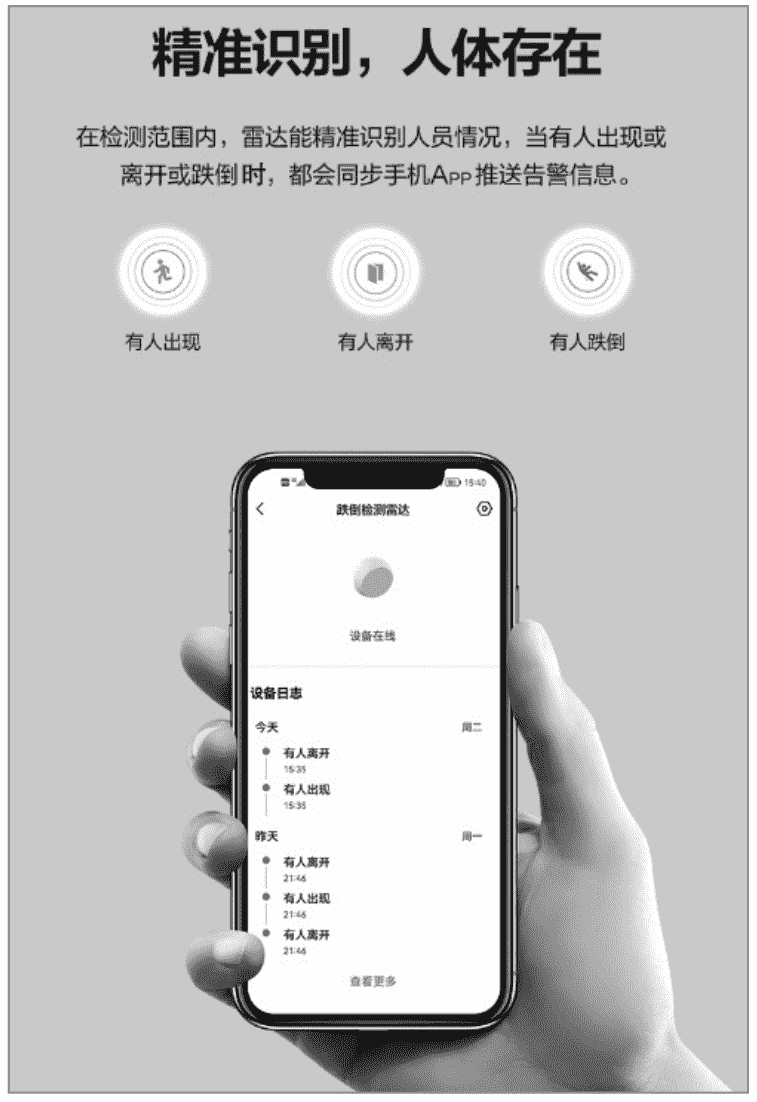 精准识别，人体存在
在检测范围内，雷达能精准识别人员情况，当有人出现或
离开或跌倒时，都会同步手机APP推送告警信息。
有人出现
有人离开
有人跌倒
15:40
跌倒检测雷达
设备在线
设备日志
今天 周二
有人离开
15:35
有人出现
15:35
昨天 周一
有人离开
21:46
有人出现
21:46
有人离开
21:46
查看更多